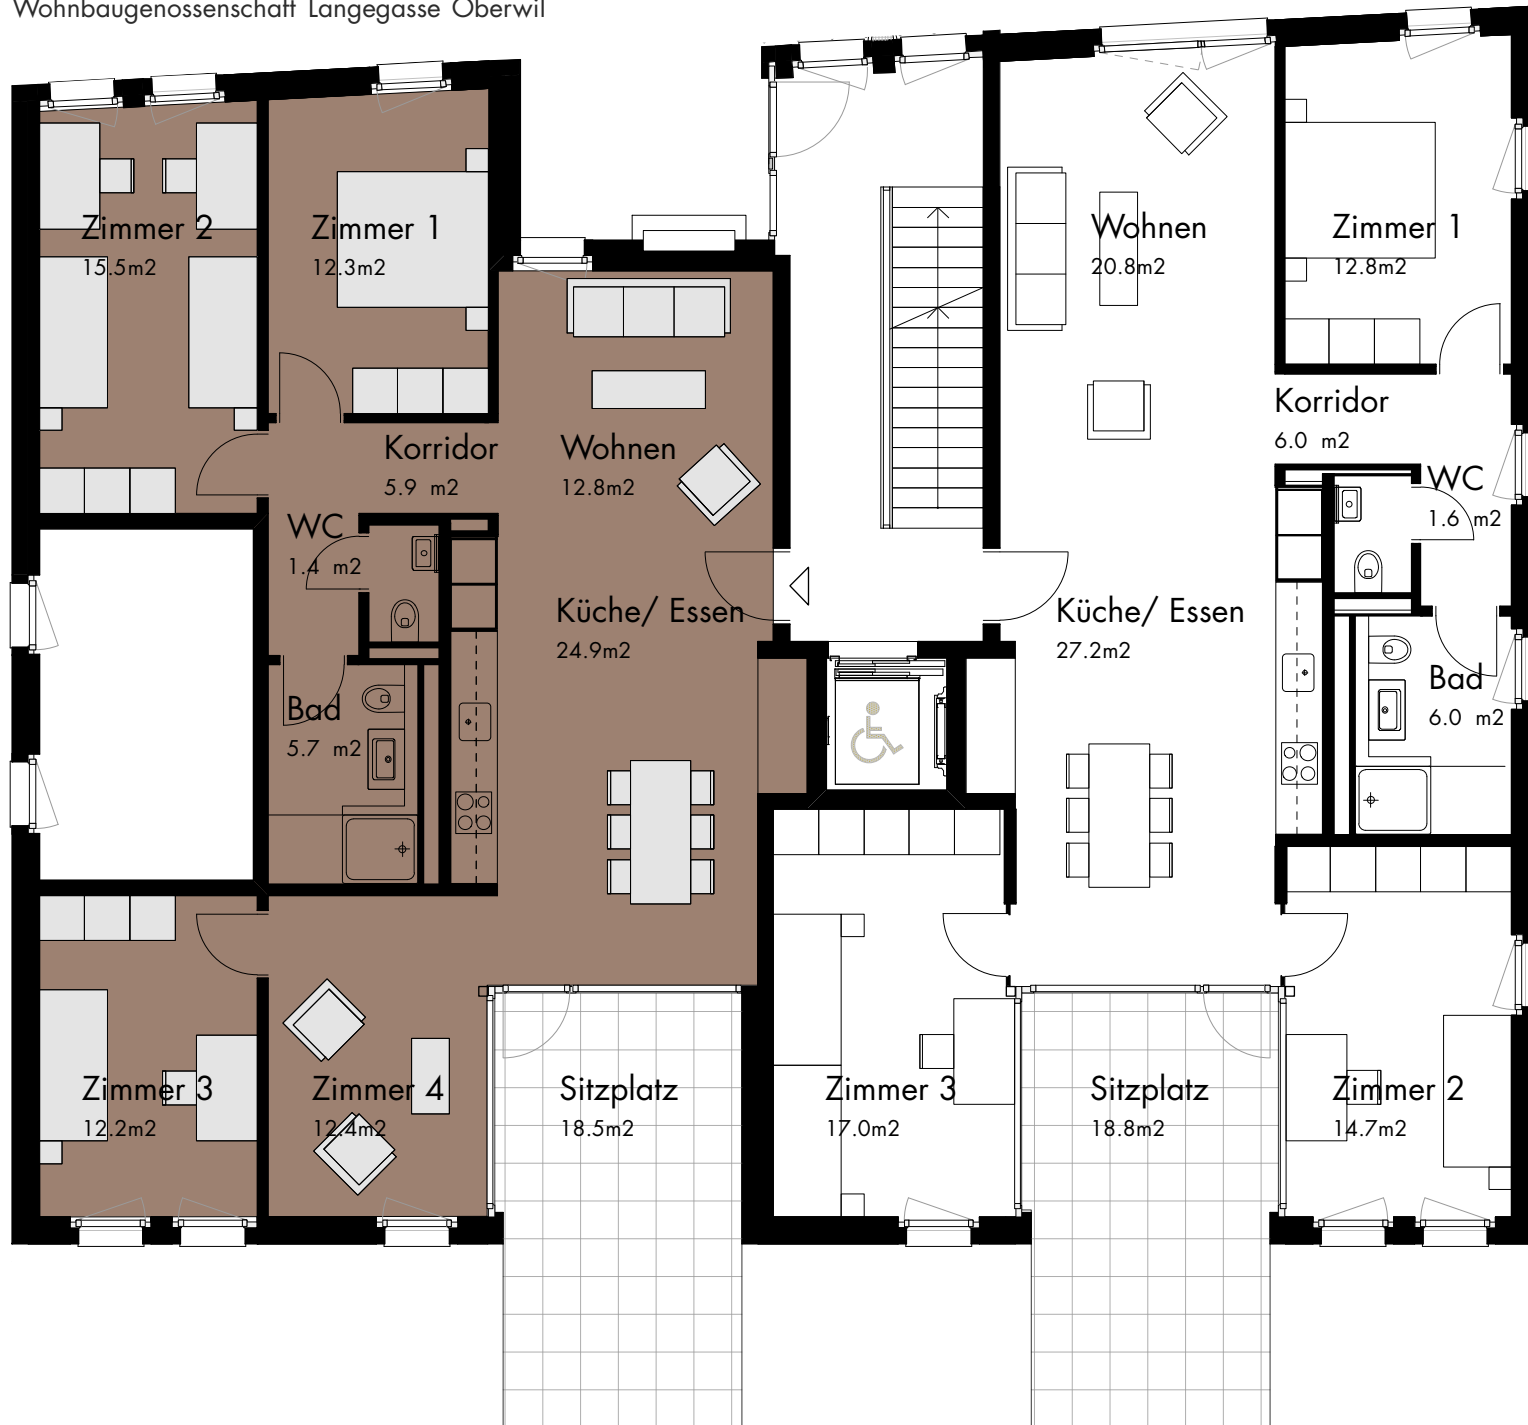 Wohnbaugenossenschaft Langegasse Oberwil
Zimmer 2
15.5m2
Zimmer 1
12.3m2
Wohnen
20.8m2
Zimmer 1
12.8m2
Korridor
6.0 m2
Korridor
5.9 m2
Wohnen
12.8m2
WC
1.6 m2
WC
1.4 m2
Küche/ Essen
24.9m2
Küche/ Essen
27.2m2
Bad
5.7 m2
Bad
6.0 m2
Zimmer 3
12.2m2
Zimmer 4
12.4m2
Sitzplatz
18.5m2
Zimmer 3
17.0m2
Sitzplatz
18.8m2
Zimmer 2
14.7m2